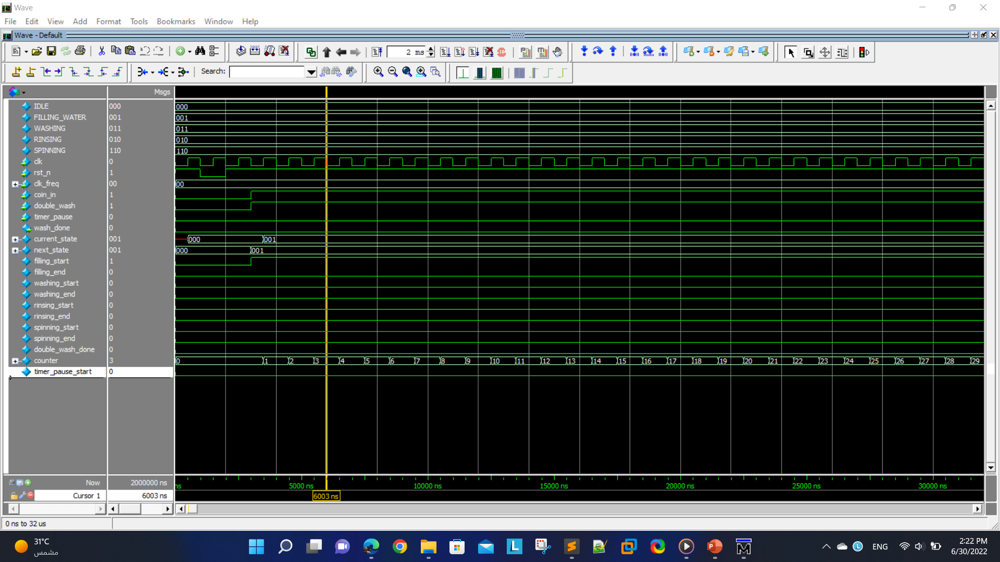 Wave
File Edit View Add Format Tools Bookmarks Window Help
Wave - Default
2 ms
Search:
Msgs
IDLE 000 000
FILLING_WATER 001 001
WASHING 011 011
RINSING 010 010
SPINNING 110 110
clk 0
rst_n 1
clk_freq 00 00
coin_in 1
double_wash 1
timer_pause 0
wash_done 0
current_state 001 000 001
next_state 001 000 001
filling_start 1
filling_end 0
washing_start 0
washing_end 0
rinsing_start 0
rinsing_end 0
spinning_start 0
spinning_end 0
double_wash_done 0
counter 3 0 1 2 3 4 5 6 7 8 9 10 11 12 13 14 15 16 17 18 19 20 21 22 23 24 25 26 27 28 29
timer_pause_start 0
Now 2000000 ns ns 5000 ns 10000 ns 15000 ns 20000 ns 25000 ns 30000 ns
Cursor 1 6003 ns 6003 ns
0 ns to 32 us
31°C
مشمس
ENG
2:22 PM
6/30/2022